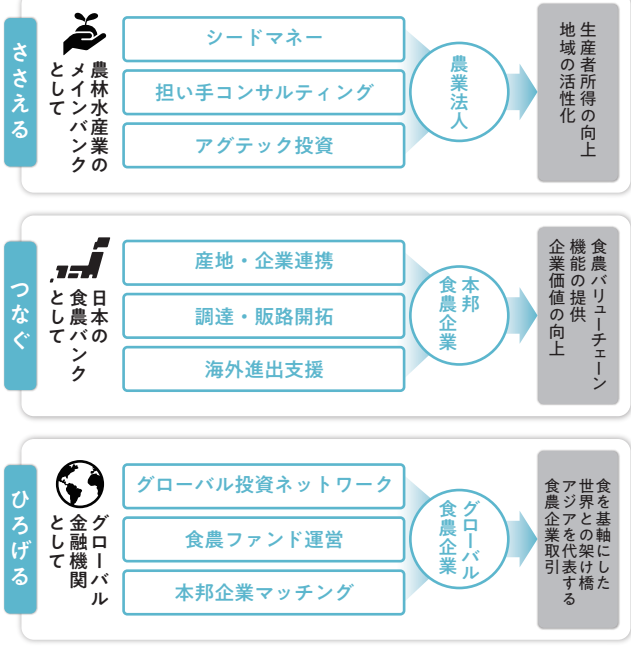 ささえる
農林水産業の
メインバンク
として
シードマネー
担い手コンサルティング
アグテック投資
農業法人
生産者所得の向上
地域の活性化
つなぐ
日本の
食農バンク
として
産地・企業連携
調達・販路開拓
海外進出支援
本邦
食農企業
食農バリューチェーン
機能の提供
企業価値の向上
ひろげる
グローバル
金融機関
として
グローバル投資ネットワーク
食農ファンド運営
本邦企業マッチング
グローバル
食農企業
食を基軸にした
世界との架け橋
アジアを代表する
食農企業取引